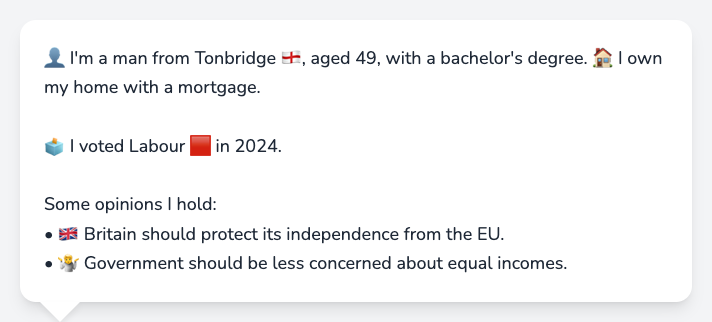 👤 I'm a man from Tonbridge 🏴󠁧󠁢󠁥󠁮󠁧󠁿, aged 49, with a bachelor's degree. 🏠 I own
my home with a mortgage.
🗳️ I voted Labour 🟥 in 2024.
Some opinions I hold:
• 🇬🇧 Britain should protect its independence from the EU.
• 🤷 Government should be less concerned about equal incomes.